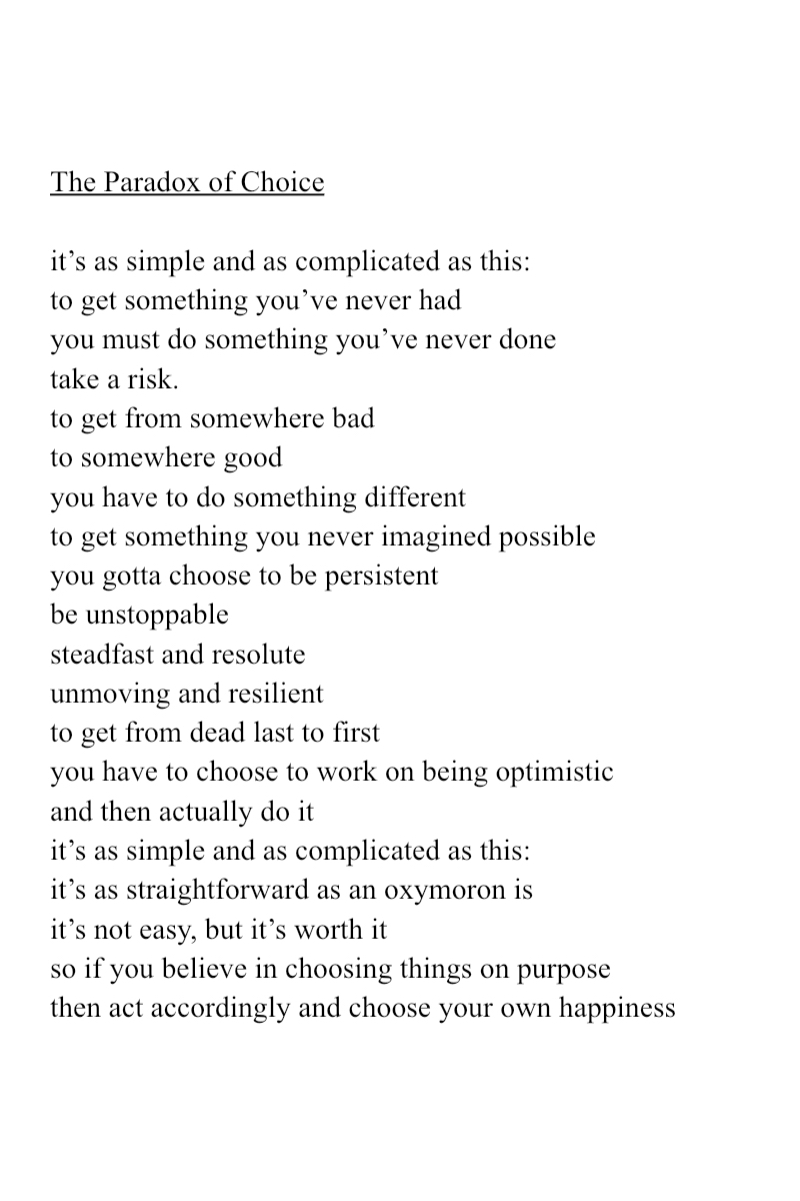 The Paradox of Choice
it’s as simple and as complicated as this:
to get something you’ve never had
you must do something you’ve never done
take a risk.
to get from somewhere bad
to somewhere good
you have to do something different
to get something you never imagined possible
you gotta choose to be persistent
be unstoppable
steadfast and resolute
unmoving and resilient
to get from dead last to first
you have to choose to work on being optimistic
and then actually do it
it’s as simple and as complicated as this:
it’s as straightforward as an oxymoron is
it’s not easy, but it’s worth it
so if you believe in choosing things on purpose
then act accordingly and choose your own happiness